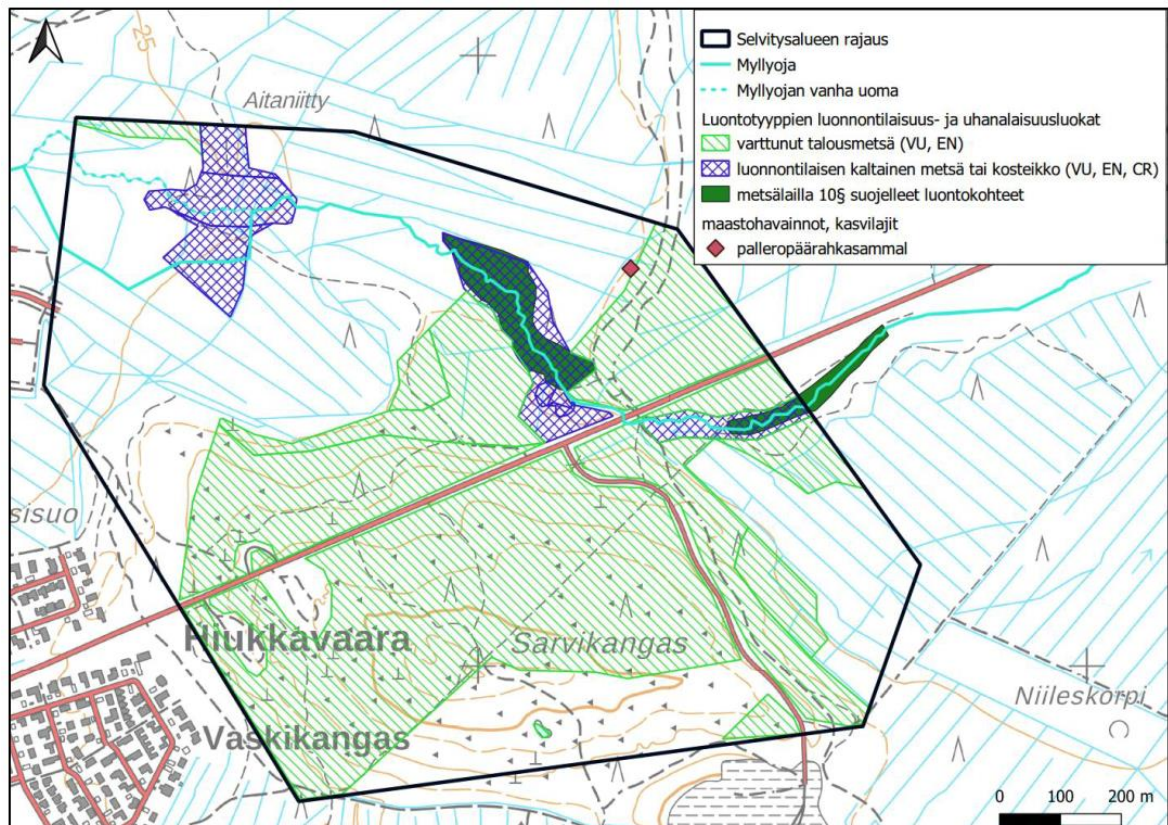 25
Aitaniitty
Selvitysalueen rajaus
Myllyoja
Myllyojan vanha uoma
Luontotyyppien luonnontilaisuus- ja uhanalaisuusluokat
varttunut talousmetsä (VU, EN)
luonnontilaisen kaltainen metsä tai kosteikko (VU, EN, CR)
metsälailla 10§ suojelleet luontokohteet
maastohavainnot, kasvilajit
palleropäärahkasammal
sisuo
Hiukkavaara
Sarvikangas
Niileskorpi
Vaskikangas
0 100 200 m